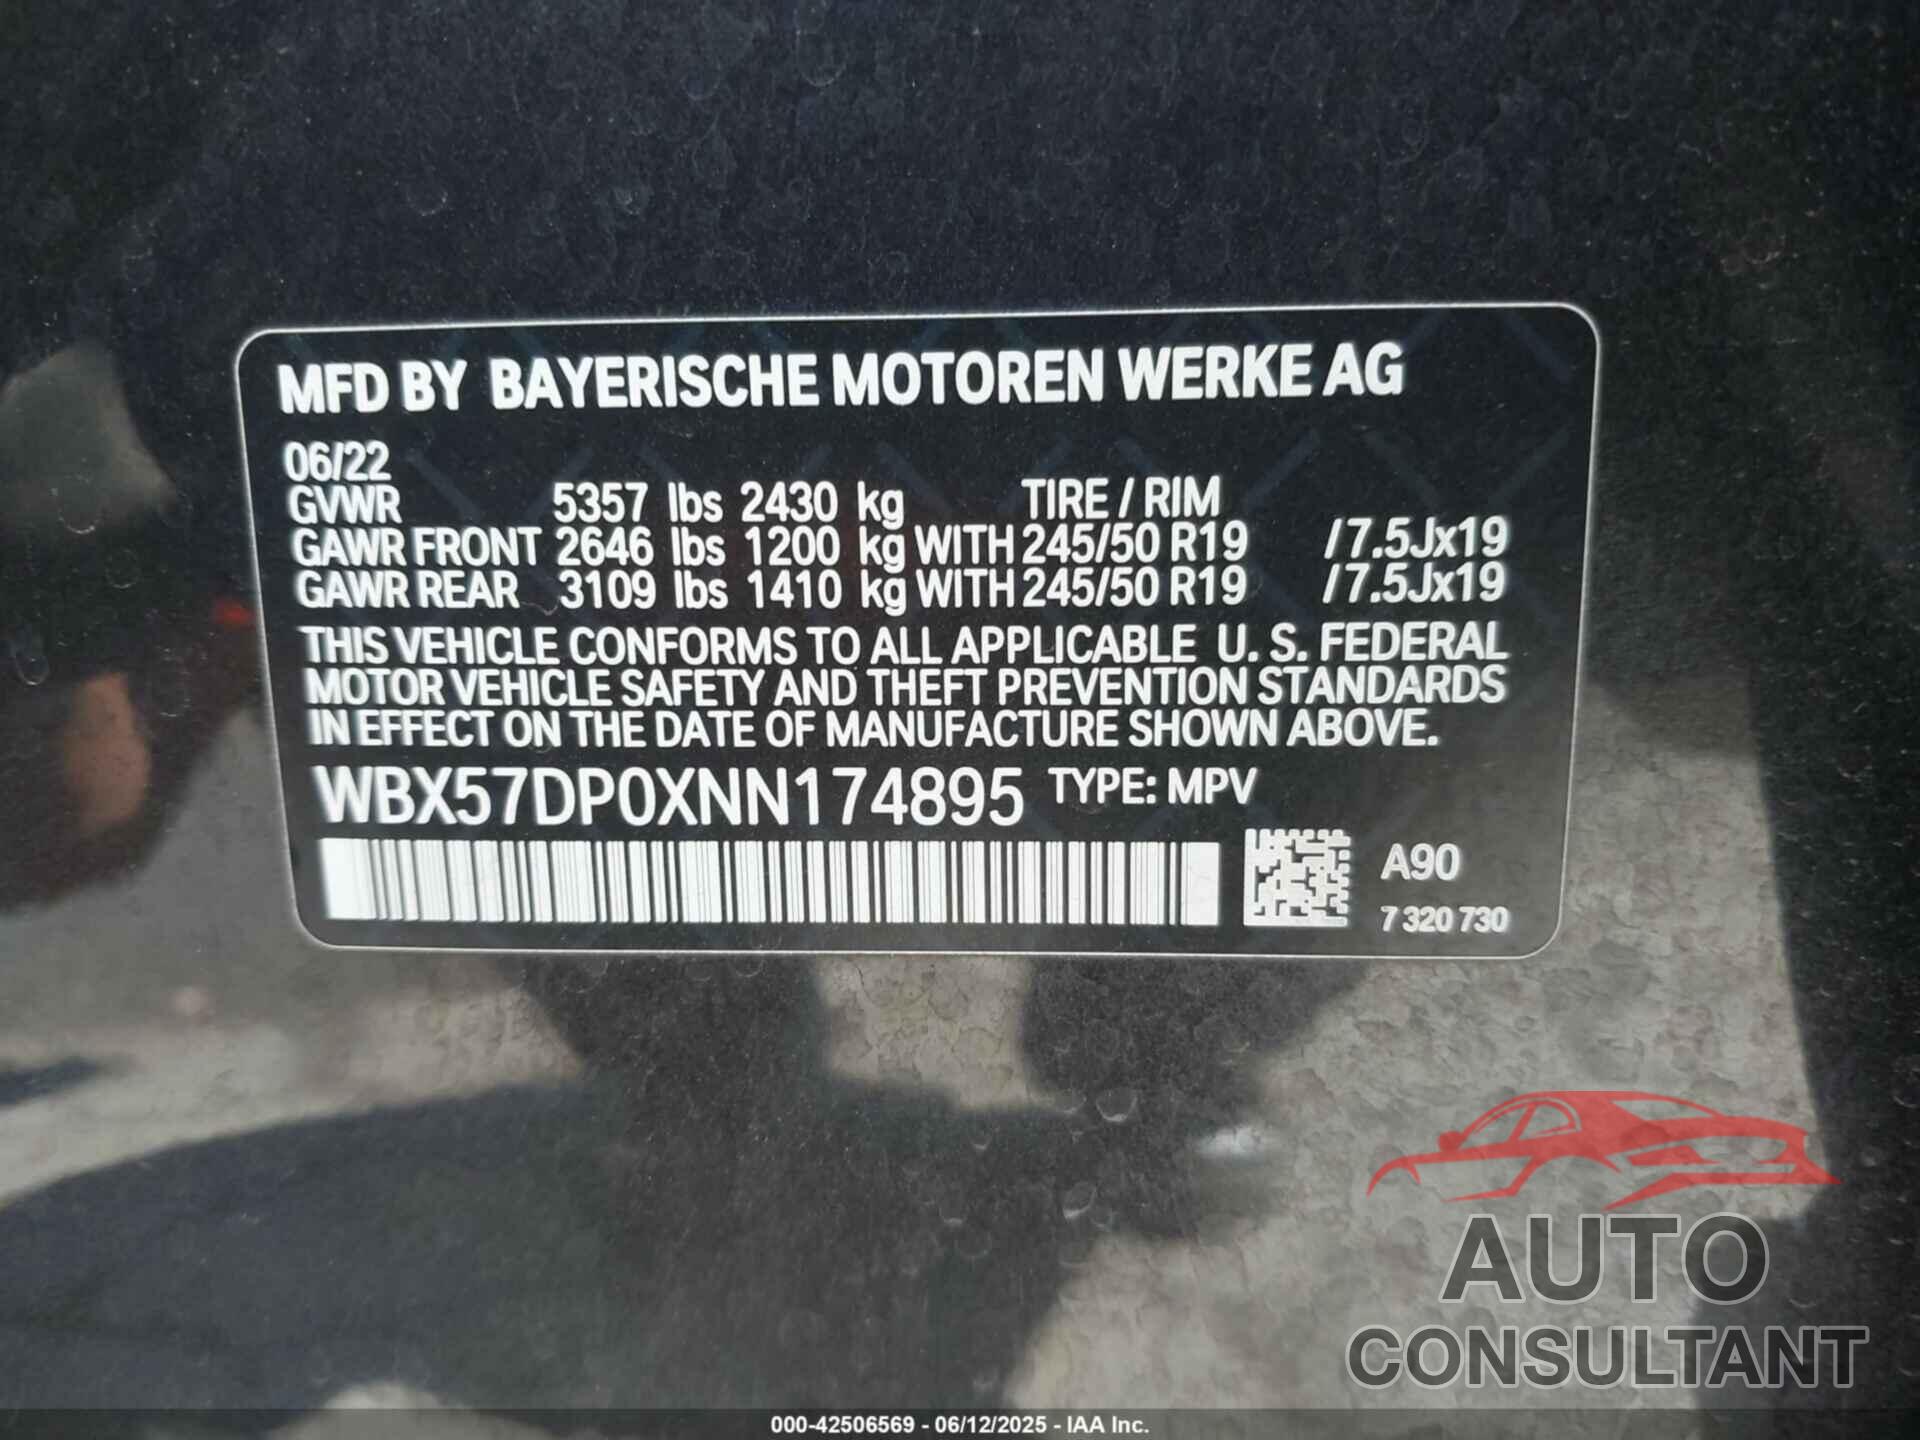 MFD BY BAYERISCHE MOTOREN WERKE AG
06/22
GVWR 5357 lbs 2430 kg TIRE / RIM
GAWR FRONT 2646 lbs 1200 kg WITH 245/50 R19 /7.5Jx19
GAWR REAR 3109 lbs 1410 kg WITH 245/50 R19 /7.5Jx19
THIS VEHICLE CONFORMS TO ALL APPLICABLE U. S. FEDERAL
MOTOR VEHICLE SAFETY AND THEFT PREVENTION STANDARDS
IN EFFECT ON THE DATE OF MANUFACTURE SHOWN ABOVE.
WBX57DP0XNN174895 TYPE: MPV
A90
7 320 730
AUTO
CONSULTANT
000-42506569 - 06/12/2025 - IAA Inc.